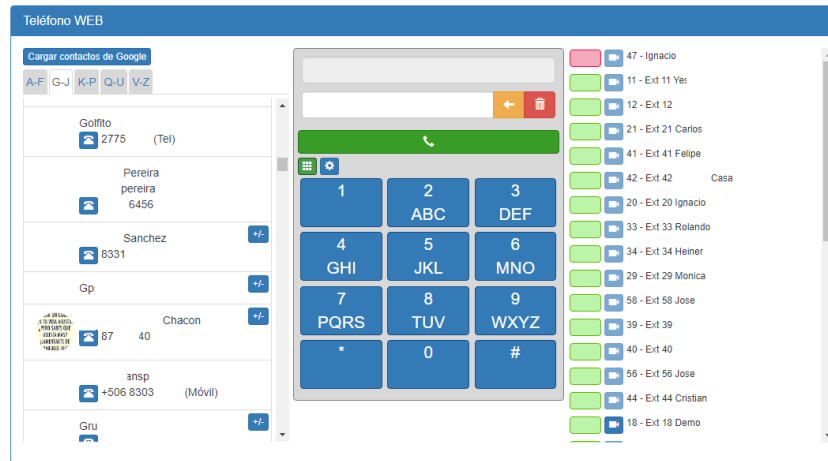 Teléfono WEB
Cargar contactos de Google
A-F G-J K-P Q-U V-Z
Golfito
2775 (Tel)
Pereira
pereira
6456
Sanchez +/-
8331
Gp +/-
Chacon +/-
87 40
ansp
+506 8303 (Móvil)
Gru +/-
1
2
ABC
3
DEF
4
GHI
5
JKL
6
MNO
7
PQRS
8
TUV
9
WXYZ
*
0
#
47 - Ignacio
11 - Ext 11 Yes
12 - Ext 12
21 - Ext 21 Carlos
41 - Ext 41 Felipe
42 - Ext 42 Casa
20 - Ext 20 Ignacio
33 - Ext 33 Rolando
34 - Ext 34 Heiner
29 - Ext 29 Monica
58 - Ext 58 Jose
39 - Ext 39
40 - Ext 40
56 - Ext 56 Jose
44 - Ext 44 Cristian
18 - Ext 18 Demo